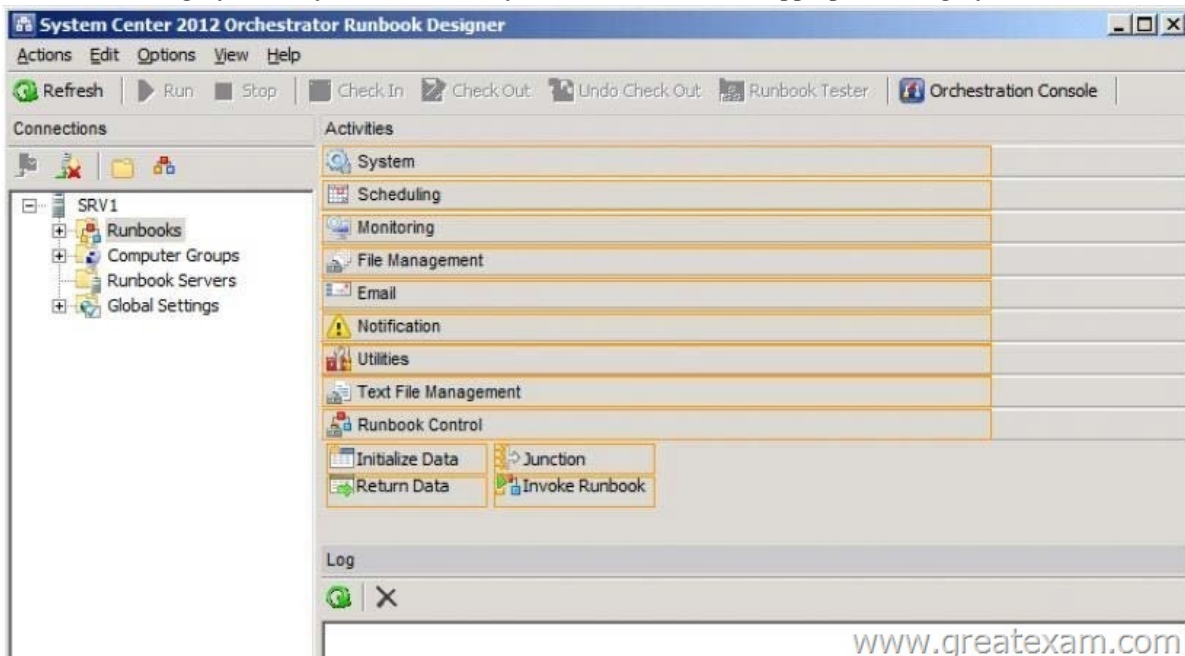 System Center 2012 Orchestrator Runbook Designer
Actions Edit Options View Help
Refresh Run Stop Check In Check Out Undo Check Out Runbook Tester Orchestration Console
Connections
Activities
SRV1
Runbooks
Computer Groups
Runbook Servers
Global Settings
System
Scheduling
Monitoring
File Management
Email
Notification
Utilities
Text File Management
Runbook Control
Initialize Data Junction
Return Data Invoke Runbook
Log
www.greatexam.com